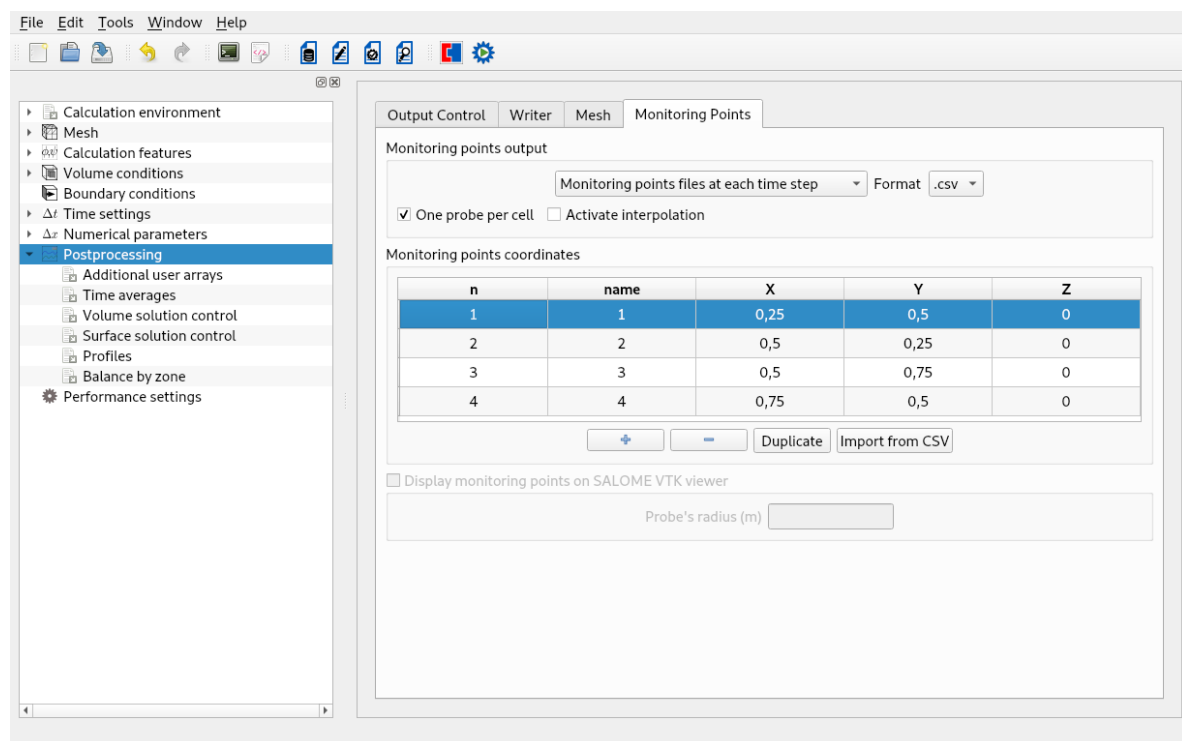 File Edit Tools Window Help
Calculation environment
Mesh
Calculation features
Volume conditions
Boundary conditions
Δt Time settings
Δx Numerical parameters
Postprocessing
Additional user arrays
Time averages
Volume solution control
Surface solution control
Profiles
Balance by zone
Performance settings
Output Control Writer Mesh Monitoring Points
Monitoring points output
Monitoring points files at each time step Format .csv
One probe per cell Activate interpolation
Monitoring points coordinates
n name X Y Z
1 1 0,25 0,5 0
2 2 0,5 0,25 0
3 3 0,5 0,75 0
4 4 0,75 0,5 0
+ − Duplicate Import from CSV
Display monitoring points on SALOME VTK viewer
Probe's radius (m)